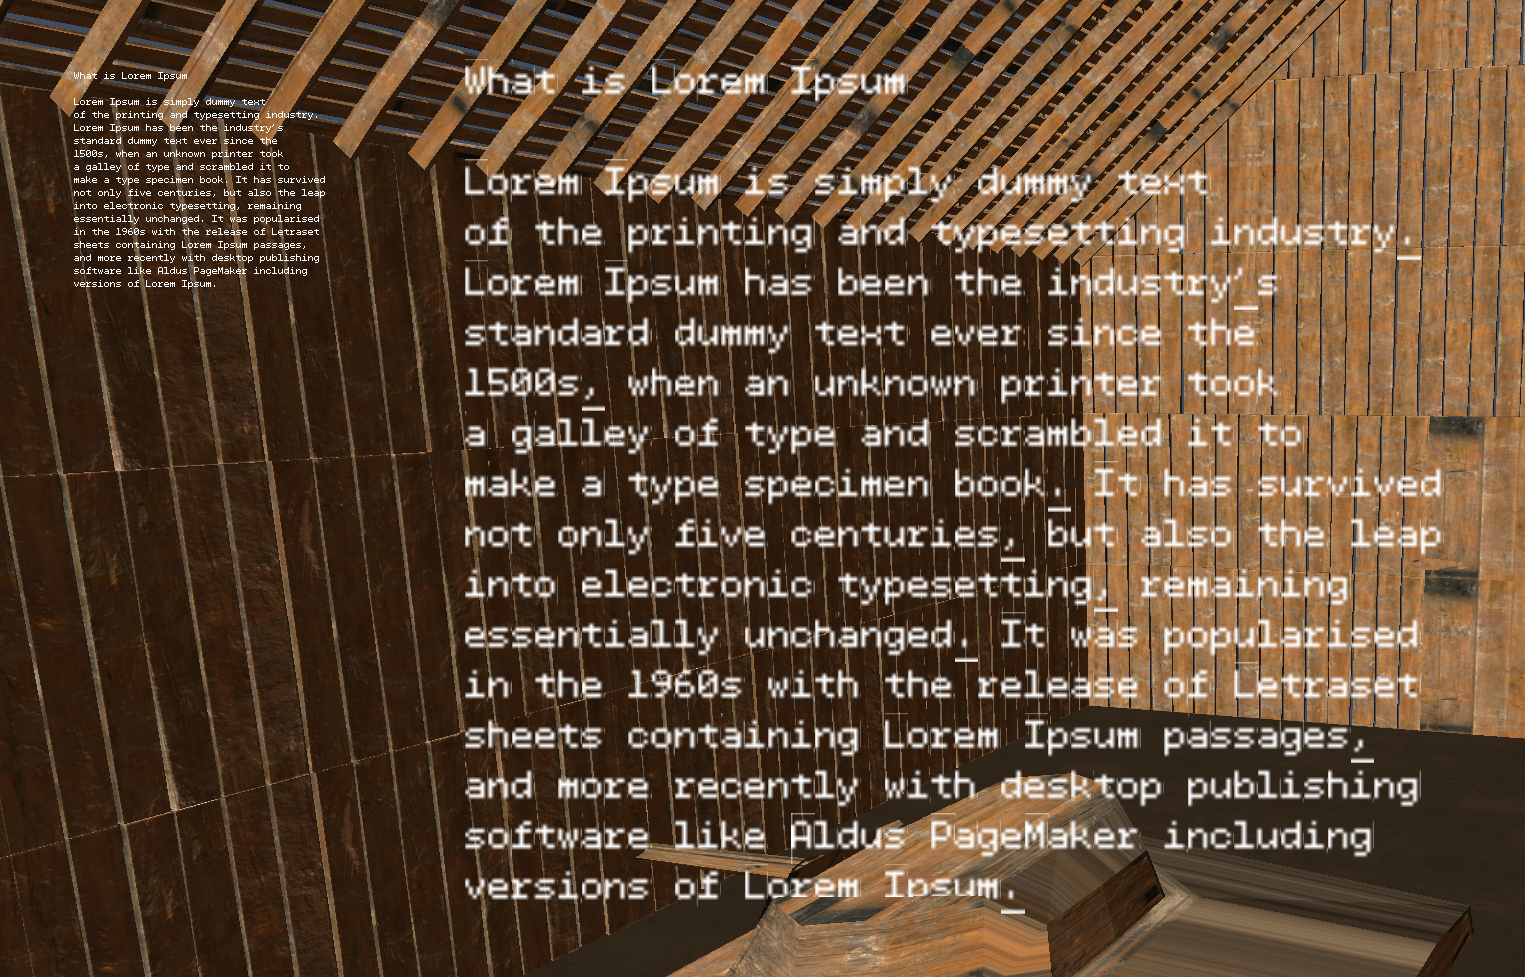 What is Lorem Ipsum
Lorem Ipsum is simply dummy text
of the printing and typesetting industry.
Lorem Ipsum has been the industry's
standard dummy text ever since the
1500s, when an unknown printer took
a galley of type and scrambled it to
make a type specimen book. It has survived
not only five centuries, but also the leap
into electronic typesetting, remaining
essentially unchanged. It was popularised
in the 1960s with the release of Letraset
sheets containing Lorem Ipsum passages,
and more recently with desktop publishing
software like Aldus PageMaker including
versions of Lorem Ipsum.
What is Lorem Ipsum
Lorem Ipsum is simply dummy text
of the printing and typesetting industry.
Lorem Ipsum has been the industry's
standard dummy text ever since the
1500s, when an unknown printer took
a galley of type and scrambled it to
make a type specimen book. It has survived
not only five centuries, but also the leap
into electronic typesetting, remaining
essentially unchanged. It was popularised
in the 1960s with the release of Letraset
sheets containing Lorem Ipsum passages,
and more recently with desktop publishing
software like Aldus PageMaker including
versions of Lorem Ipsum.